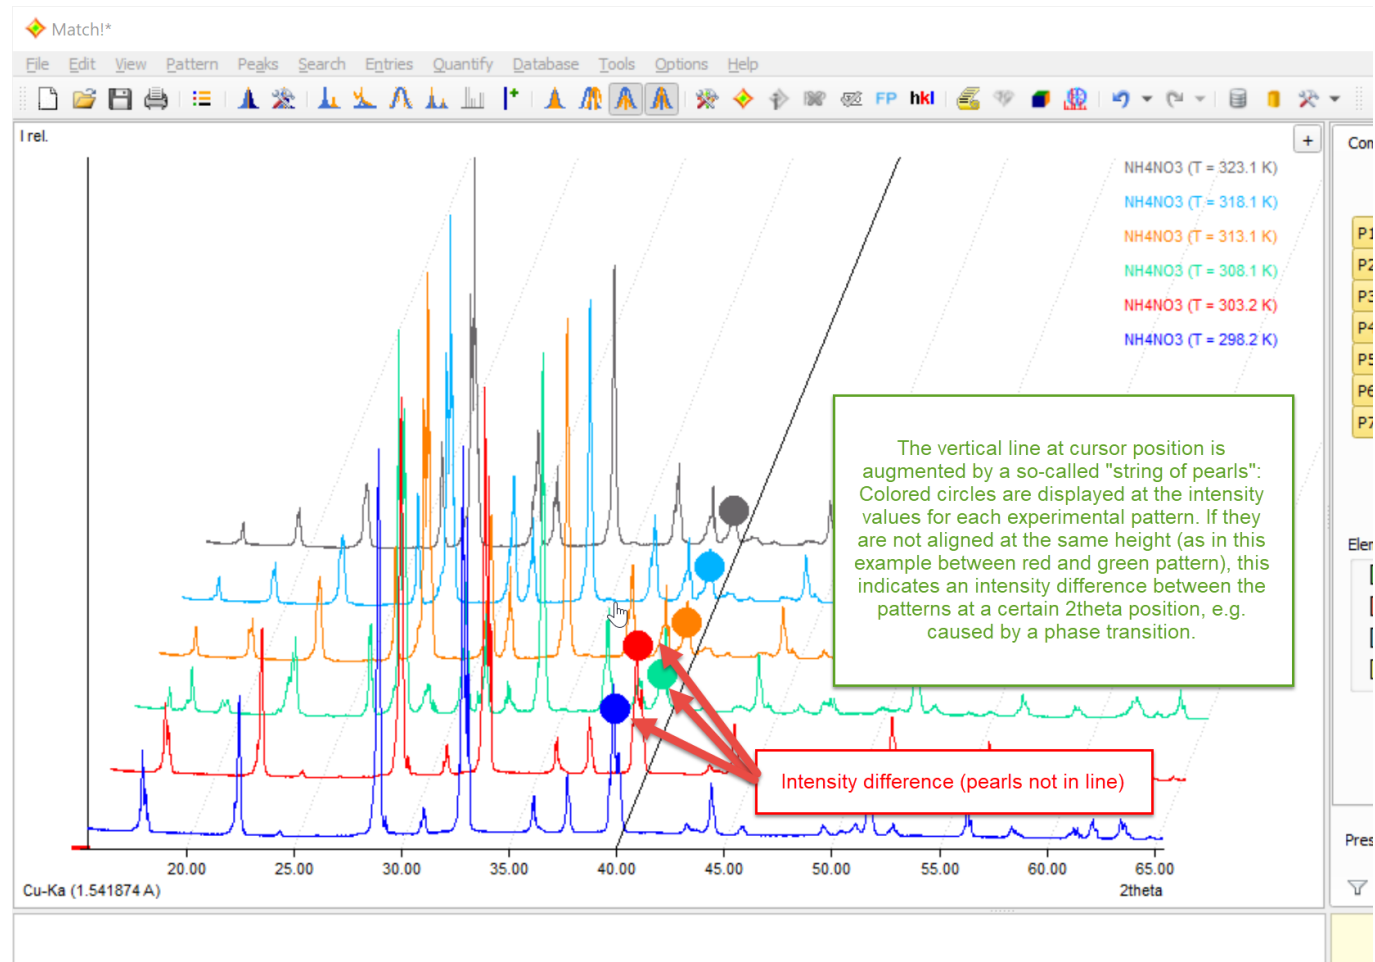 Match!*
File Edit View Pattern Peaks Search Entries Quantify Database Tools Options Help
FP hkl
I rel.
+
Com
NH4NO3 (T = 323.1 K)
NH4NO3 (T = 318.1 K)
NH4NO3 (T = 313.1 K)
NH4NO3 (T = 308.1 K)
NH4NO3 (T = 303.2 K)
NH4NO3 (T = 298.2 K)
P1
P2
P3
P4
P5
P6
P7
The vertical line at cursor position is
augmented by a so-called "string of pearls":
Colored circles are displayed at the intensity
values for each experimental pattern. If they
are not aligned at the same height (as in this
example between red and green pattern), this
indicates an intensity difference between the
patterns at a certain 2theta position, e.g.
caused by a phase transition.
Elen
Intensity difference (pearls not in line)
Pres
20.00 25.00 30.00 35.00 40.00 45.00 50.00 55.00 60.00 65.00
Cu-Ka (1.541874 A) 2theta